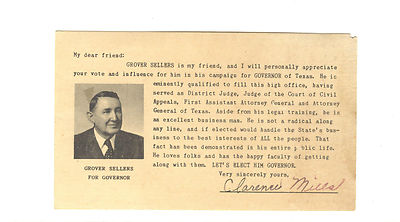 My dear friend:
GROVER SELLERS is my friend, and I will personally appreciate
your vote and influence for him in his campaign for GOVERNOR of Texas. He is
eminently qualified to fill this high office, having
served as District Judge, Judge of the Court of Civil
Appeals, First Assistant Attorney General and Attorney
General of Texas. Aside from his legal training, he is
an excellent business man. He is not a radical along
any line, and if elected would handle the State's bus-
iness to the best interests of ALL the people. That
fact has been demonstrated in his entire public life.
He loves folks and has the happy faculty of getting
along with them. LET'S ELECT HIM GOVERNOR.
Very sincerely yours,
Clarence Mills
GROVER SELLERS
FOR GOVERNOR